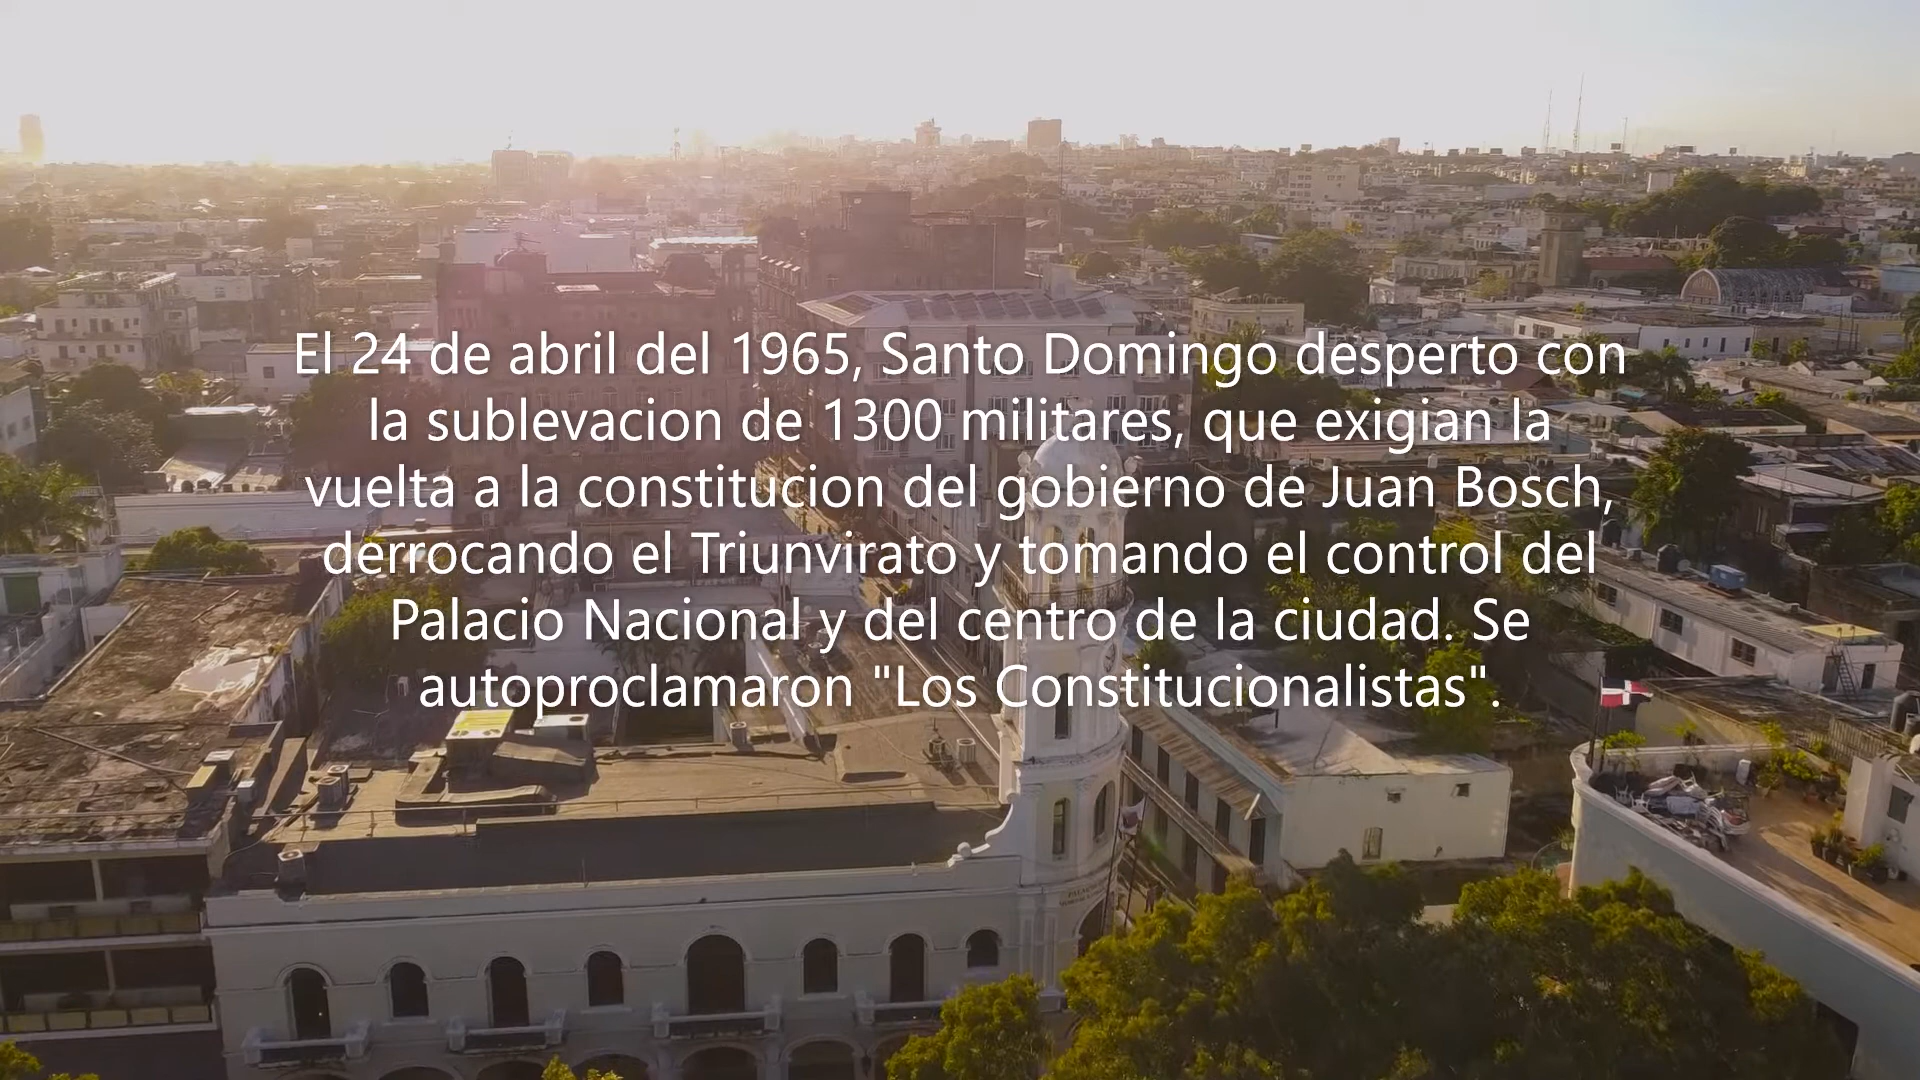 El 24 de abril del 1965, Santo Domingo desperto con
la sublevacion de 1300 militares, que exigian la
vuelta a la constitucion del gobierno de Juan Bosch,
derrocando el Triunvirato y tomando el control del
Palacio Nacional y del centro de la ciudad. Se
autoproclamaron "Los Constitucionalistas".